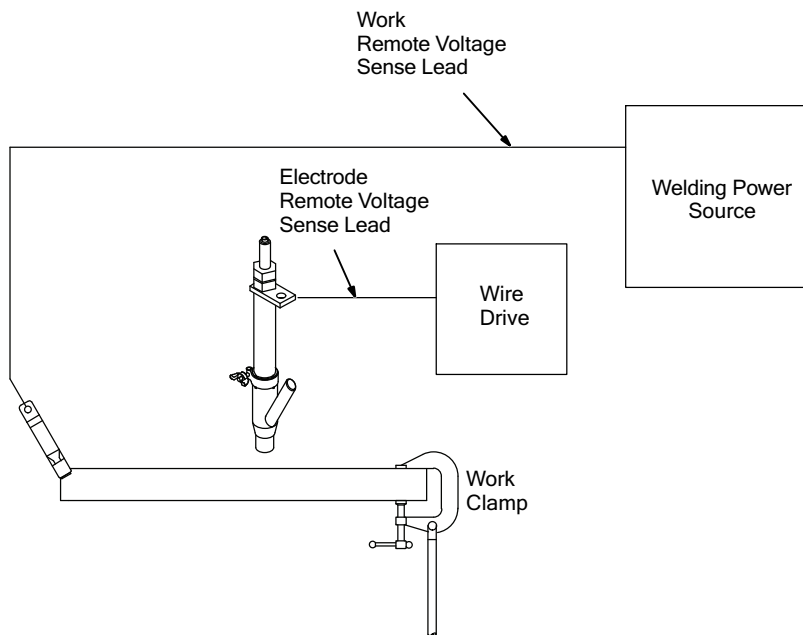 Work
Remote Voltage
Sense Lead
Electrode
Remote Voltage
Sense Lead
Welding Power
Source
Wire
Drive
Work
Clamp